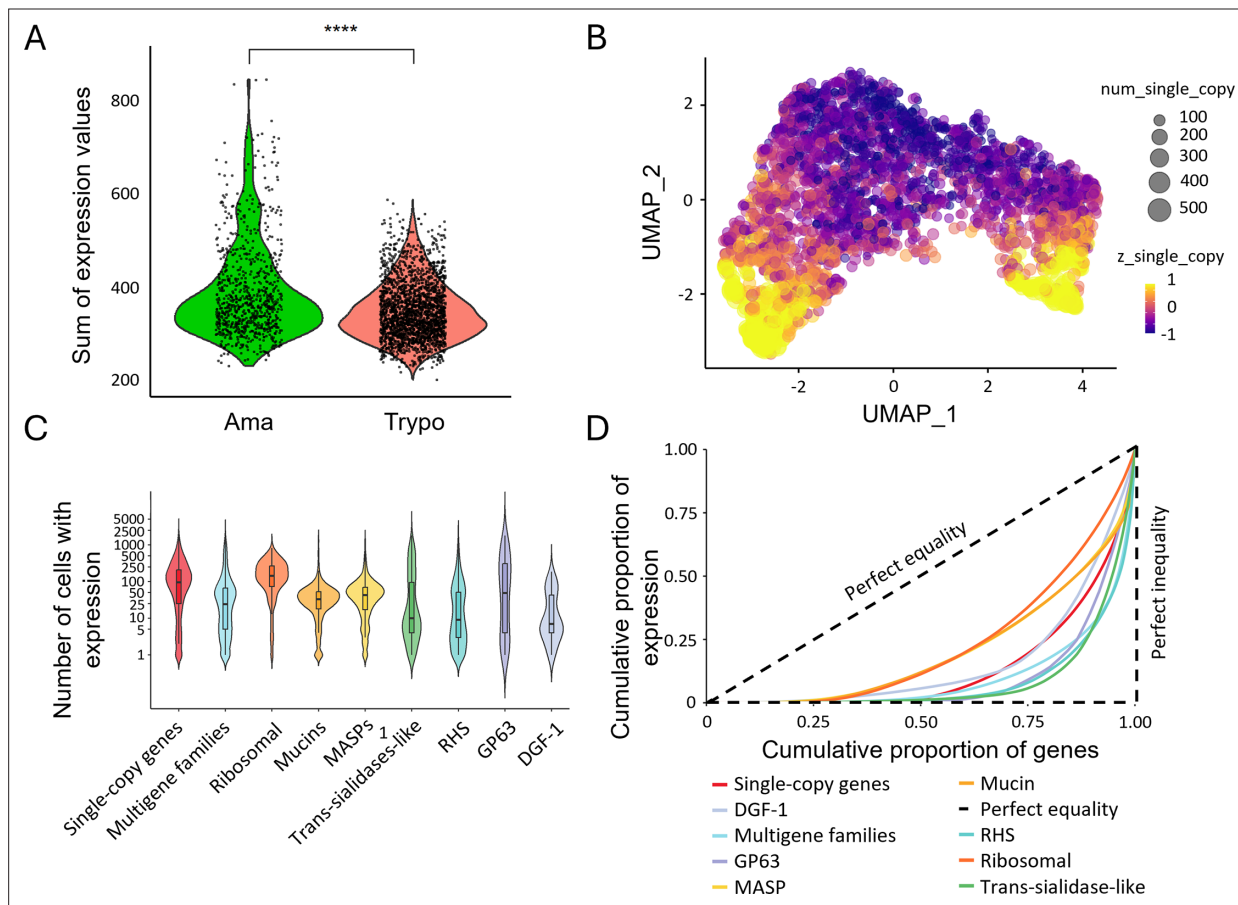 A
****
Sum of expression values
800
600
400
200
Ama
Trypo
B
UMAP_2
2
0
-2
-2
0
2
4
UMAP_1
num_single_copy
100
200
300
400
500
z_single_copy
1
0
-1
C
Number of cells with
expression
5000
2500
1000
500
250
100
50
25
10
5
1
Single-copy genes
Multigene families
Ribosomal
Mucins
MASPs
1
Trans-sialidases-like
RHS
GP63
DGF-1
D
Cumulative proportion of
expression
1.00
0.75
0.50
0.25
0
Perfect equality
Perfect inequality
0
0.25
0.50
0.75
1.00
Cumulative proportion of genes
Single-copy genes
DGF-1
Multigene families
GP63
MASP
Mucin
Perfect equality
RHS
Ribosomal
Trans-sialidase-like